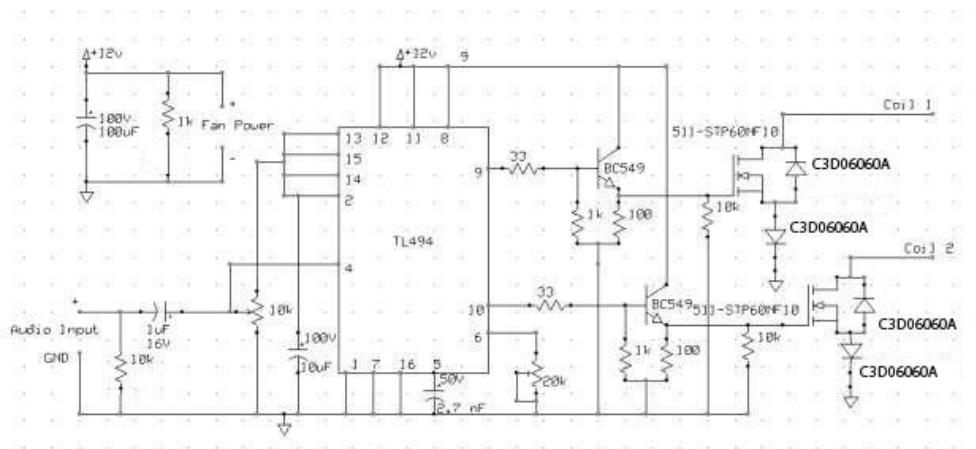 +12v
100V
100uF
1k
Fan Power
+
-
+12v
9
12
11
8
13
15
14
2
4
TL494
9
10
6
1
7
16
5
33
BC549
1k
100
10k
511-STP60NF10
Coil 1
C3D06060A
C3D06060A
33
BC549
1k
100
10k
511-STP60NF10
Coil 2
C3D06060A
C3D06060A
+
Audio Input
GND
1uF
16V
10k
10k
100V
10uF
50V
2.7 nF
20k